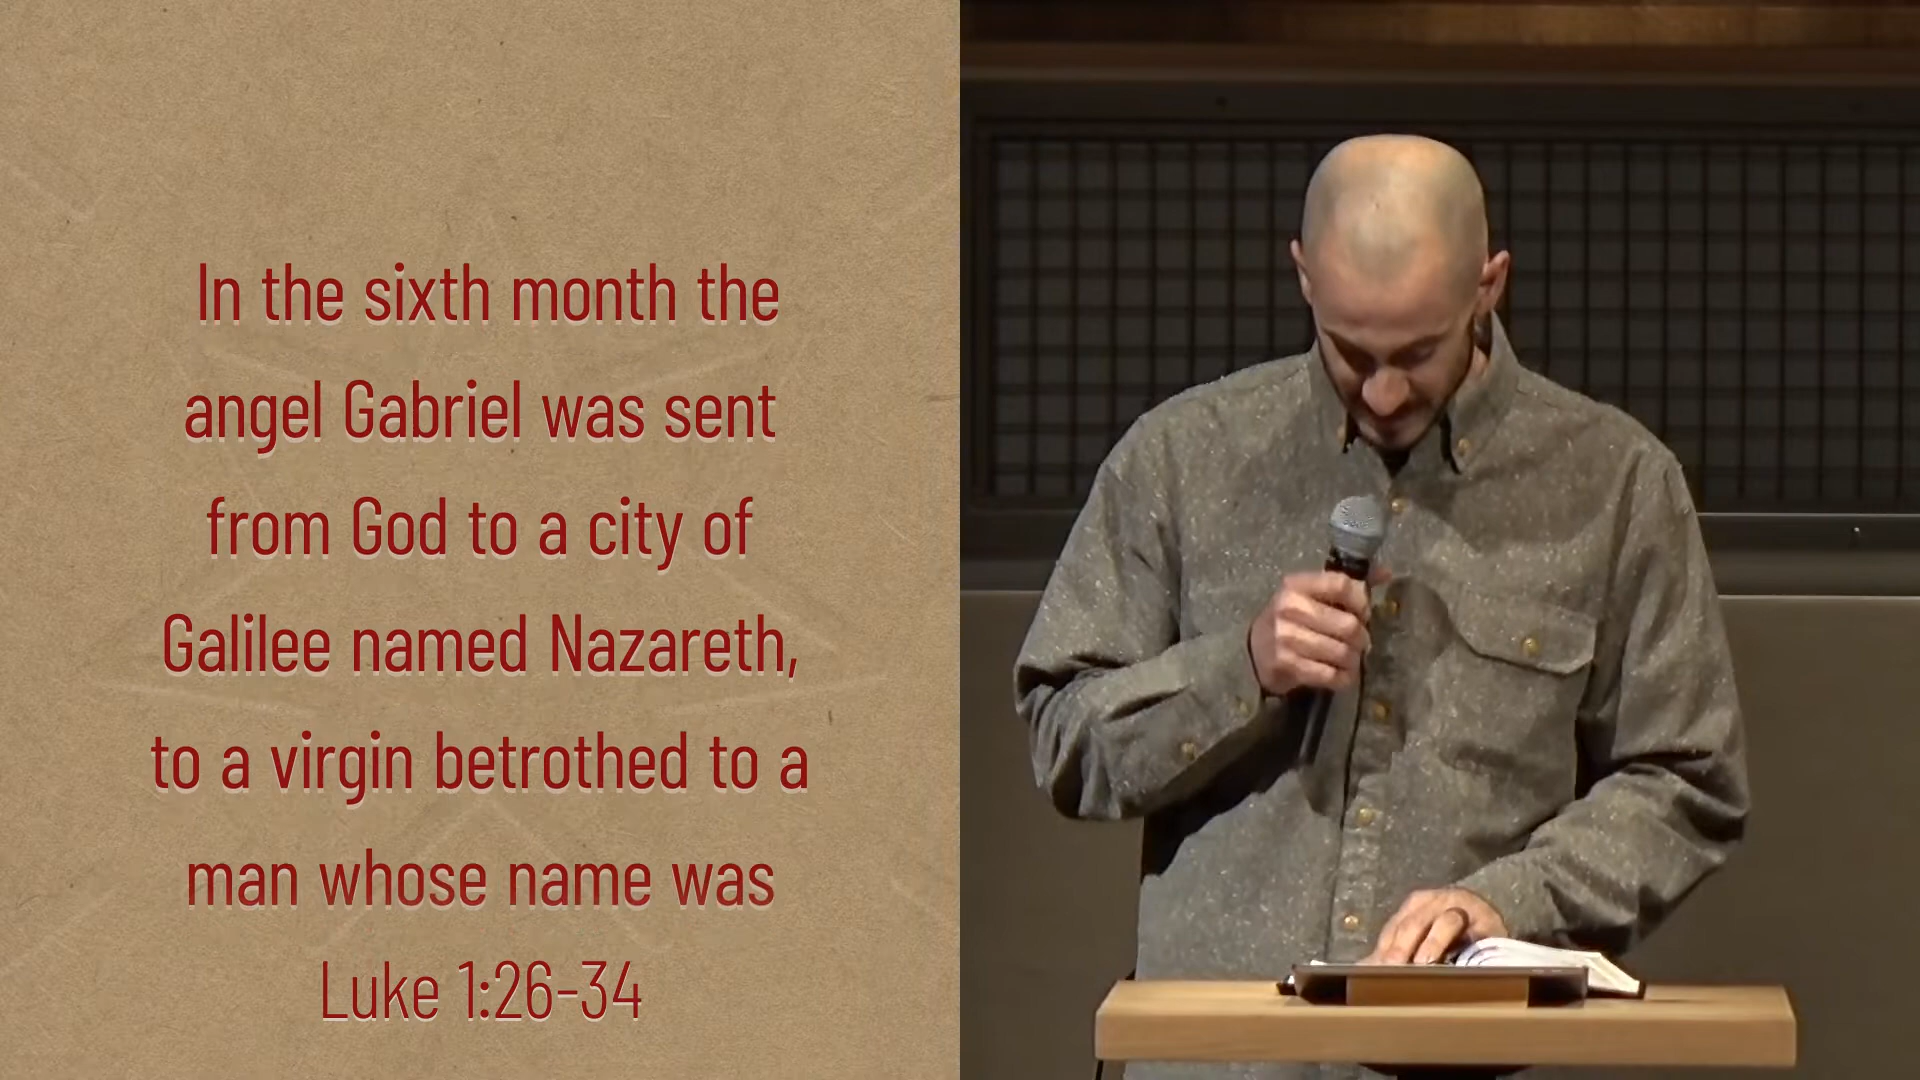 In the sixth month the
angel Gabriel was sent
from God to a city of
Galilee named Nazareth,
to a virgin betrothed to a
man whose name was
Luke 1:26-34